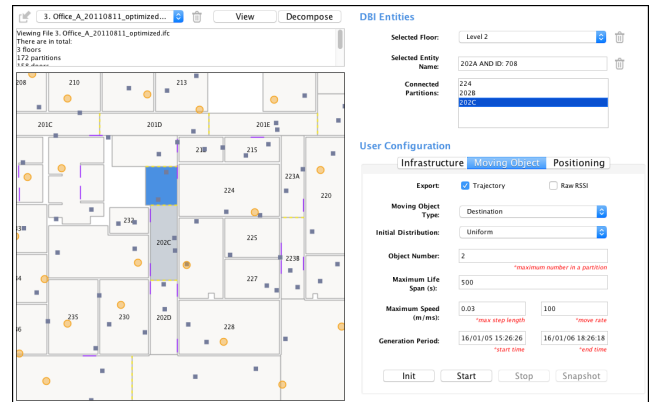 3. Office_A_20110811_optimized...
View
Decompose
Viewing File 3. Office_A_20110811_optimized.ifc
There are in total:
3 floors
172 partitions
158 doors
208
210
213
201C
201D
201E
215
223A
224
220
232
202C
225
223B
227
235
230
202D
228
DBI Entities
Selected Floor:
Level 2
Selected Entity
Name:
202A AND ID: 708
Connected
Partitions:
224
202B
202C
User Configuration
Infrastructure
Moving Object
Positioning
Export:
Trajectory
Raw RSSI
Moving Object
Type:
Destination
Initial Distribution:
Uniform
Object Number:
2
*maximum number in a partition
Maximum Life
Span (s):
500
Maximum Speed
(m/ms):
0.03
100
*max step length
*move rate
Generation Period:
16/01/05 15:26:26
16/01/06 18:26:18
*start time
*end time
Init
Start
Stop
Snapshot